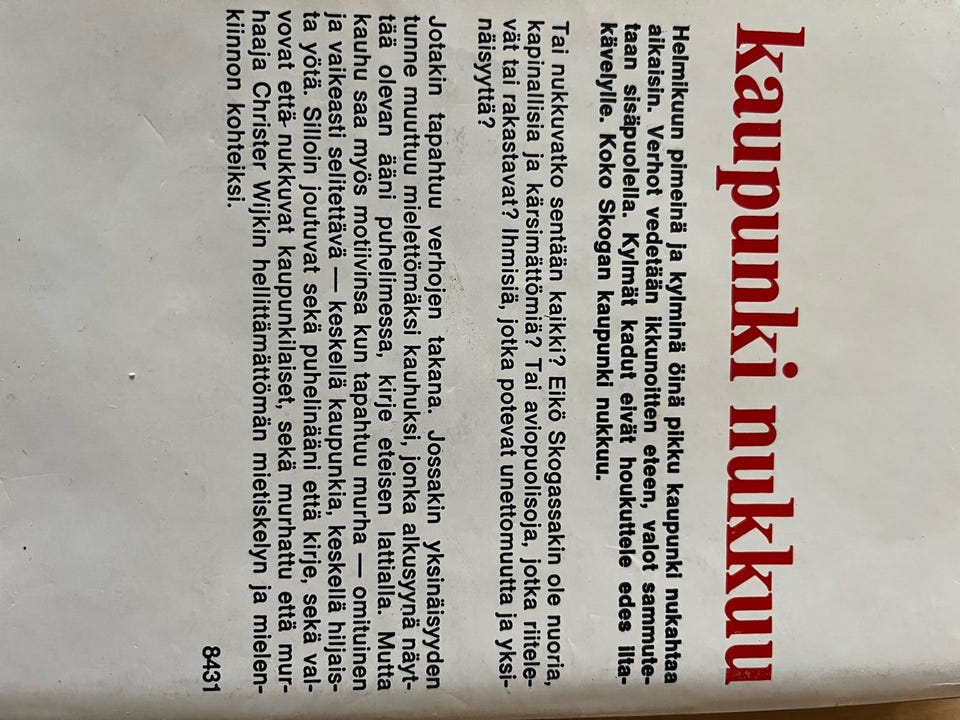 kaupunki nukkuu
Helmikuun pimeinä ja kylminä öinä pikku kaupunki nukahtaa
aikaisin. Verhot vedetään ikkunoitten eteen, valot sammute-
taan sisäpuolella. Kylmät kadut eivät houkuttele edes ilta-
kävelylle. Koko Skogan kaupunki nukkuu.
Tai nukkuvatko sentään kaikki? Eikö Skogassakin ole nuoria,
kapinallisia ja kärsimättömiä? Tai aviopuolisoja, jotka riitele-
vät tai rakastavat? Ihmisiä, jotka potevat unettomuutta ja yksi-
näisyyttä?
Jotakin tapahtuu verhojen takana. Jossakin yksinäisyyden
tunne muuttuu mielettömäksi kauhuksi, jonka alkusyynä näyt-
tää olevan ääni puhelimessa, kirje eteisen lattialla. Mutta
kauhu saa myös motiivinsa kun tapahtuu murha — omituinen
ja vaikeasti selitettävä — keskellä kaupunkia, keskellä hiljais-
ta yötä. Silloin joutuvat sekä puhelinääni että kirje, sekä val-
vovat että nukkuvat kaupunkilaiset, sekä murhattu että mur-
haaja Christer Wijkin hellittämättömän mietiskelyn ja mielen-
kiinnon kohteiksi.
8431